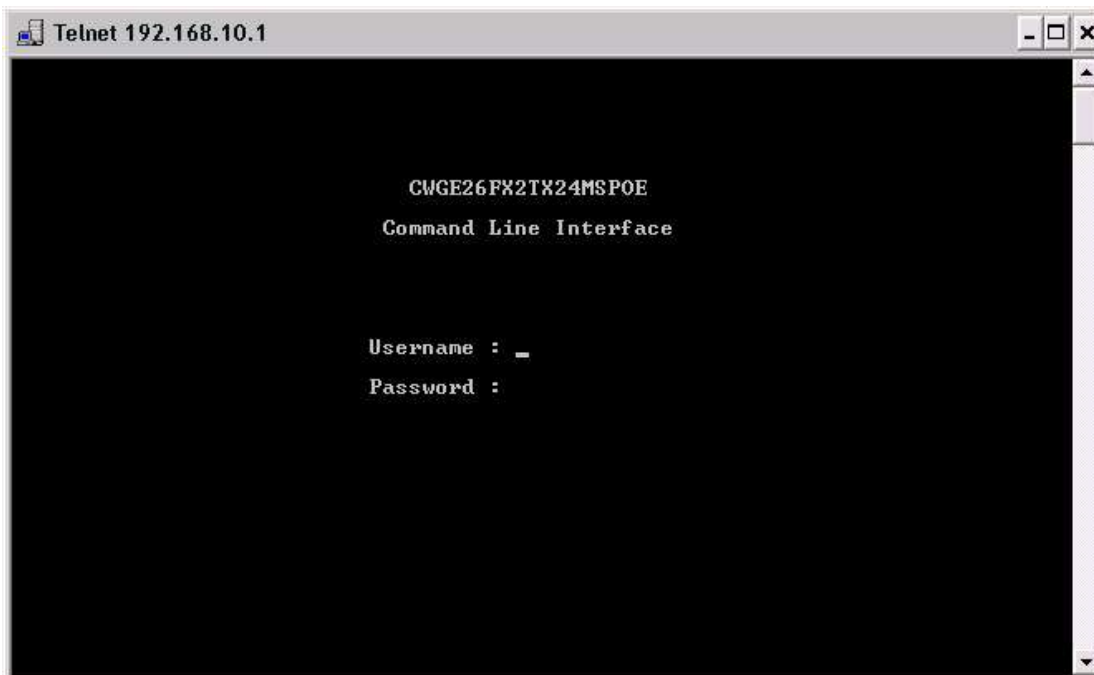 Telnet 192.168.10.1
CWGE26FX2TX24MSPOE
Command Line Interface
Username : _
Password :